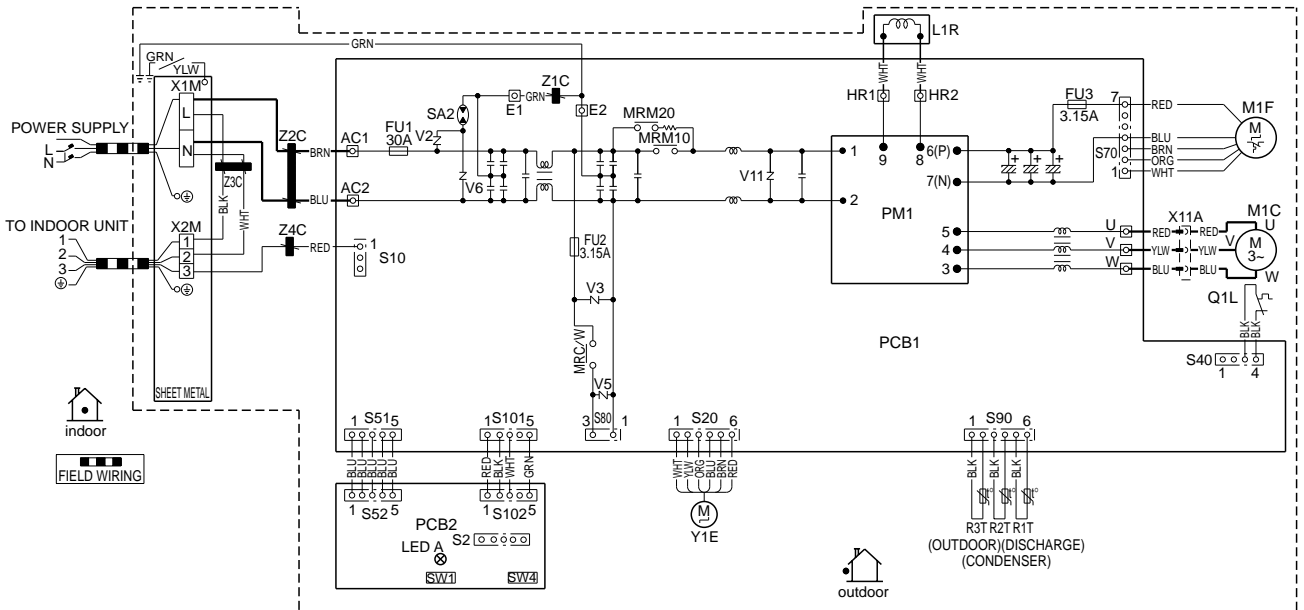 L1R
GRN
GRN
YLW
X1M
L
N
POWER SUPPLY
L
N
SHEET METAL
TO INDOOR UNIT
1
2
3
X2M
1
2
3
Z3C
BLK
WHT
Z4C
RED
Z2C
BRN
BLU
AC1
AC2
FU1
30A
V2
SA2
V6
E1
GRN
Z1C
E2
MRM20
MRM10
V11
WHT
WHT
HR1
HR2
1
2
9
8
6(P)
7(N)
5
4
3
PM1
FU3
3.15A
7
S70
1
RED
BLU
BRN
ORG
WHT
M1F
M
U
V
W
RED
YLW
BLU
X11A
RED
YLW
BLU
M1C
U
V
W
M
3~
Q1L
BLK
BLK
S40
1
4
1
S10
FU2
3.15A
V3
MRC/W
V5
3
S80
1
PCB1
indoor
FIELD WIRING
1
S51
5
BLU
BLU
BLU
BLU
BLU
1
S52
5
1
S101
5
RED
BLK
WHT
GRN
1
S102
5
PCB2
S2
LED A
SW1
SW4
1
S20
6
WHT
YLW
ORG
BLU
BRN
RED
M
Y1E
1
S90
6
BLK
BLK
BLK
t°
t°
t°
R3T
R2T
R1T
(OUTDOOR)(DISCHARGE)
(CONDENSER)
outdoor